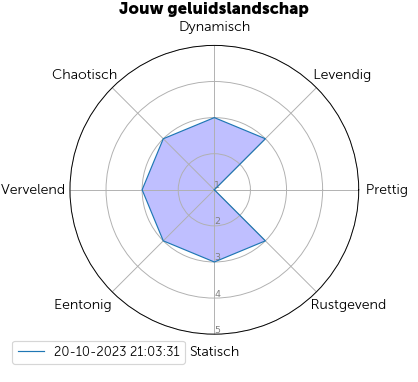 Jouw geluidslandschap
Dynamisch
Chaotisch
Levendig
Vervelend
1
Prettig
2
3
Eentonig
4
Rustgevend
5
20-10-2023 21:03:31
Statisch